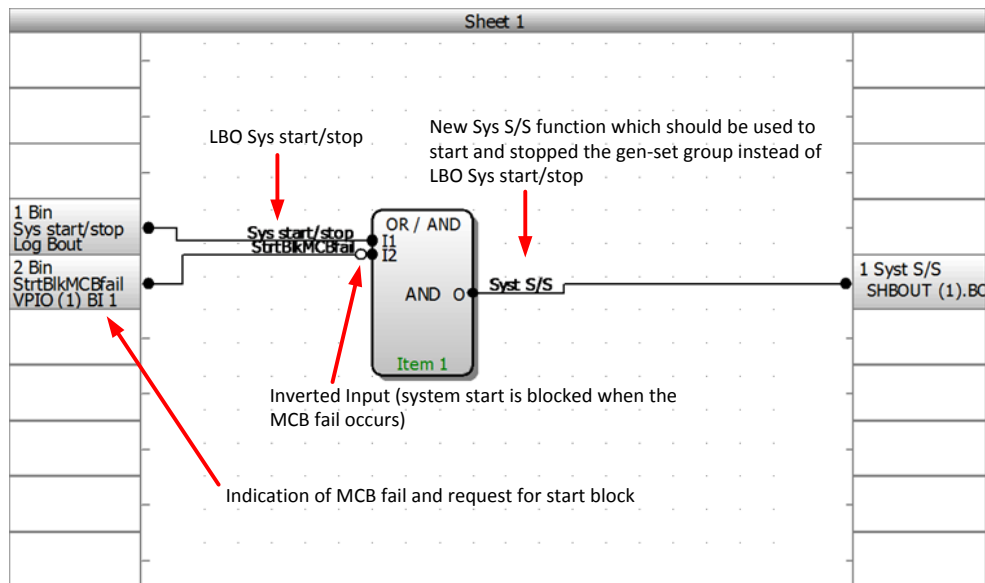 Sheet 1
LBO Sys start/stop
New Sys S/S function which should be used to
start and stopped the gen-set group instead of
LBO Sys start/stop
1 Bin
Sys start/stop
Log Bout
2 Bin
StrtBlkMCBfail
VPIO (1) BI 1
Sys start/stop
StrtBlkMCBfail
OR / AND
I1
I2
AND O
Item 1
Syst S/S
1 Syst S/S
SHBOUT (1).BO
Inverted Input (system start is blocked when the
MCB fail occurs)
Indication of MCB fail and request for start block